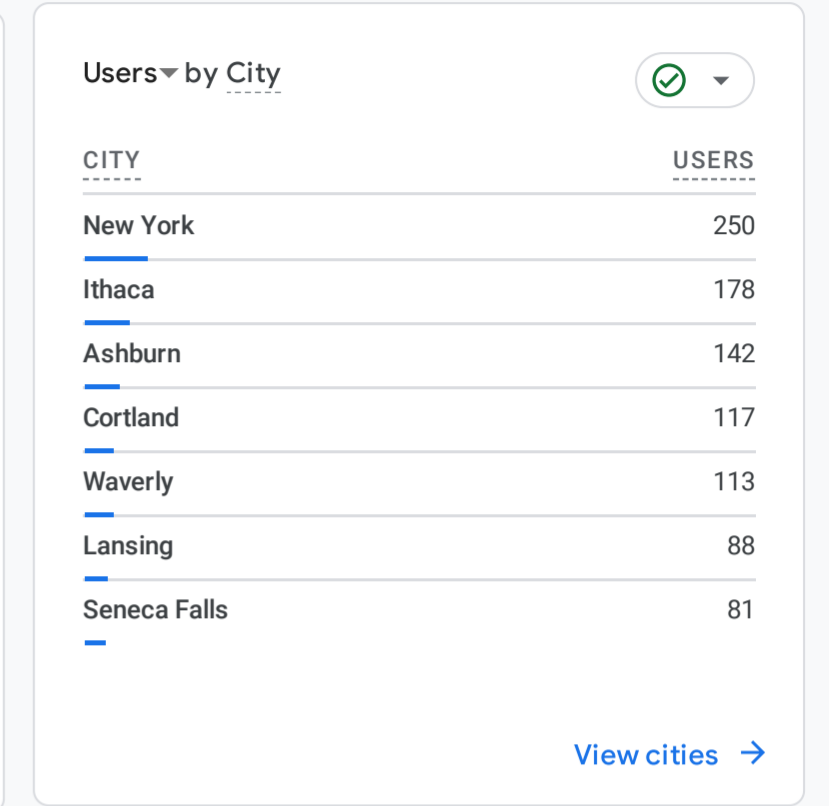 Users by City
CITY USERS
New York 250
Ithaca 178
Ashburn 142
Cortland 117
Waverly 113
Lansing 88
Seneca Falls 81
View cities